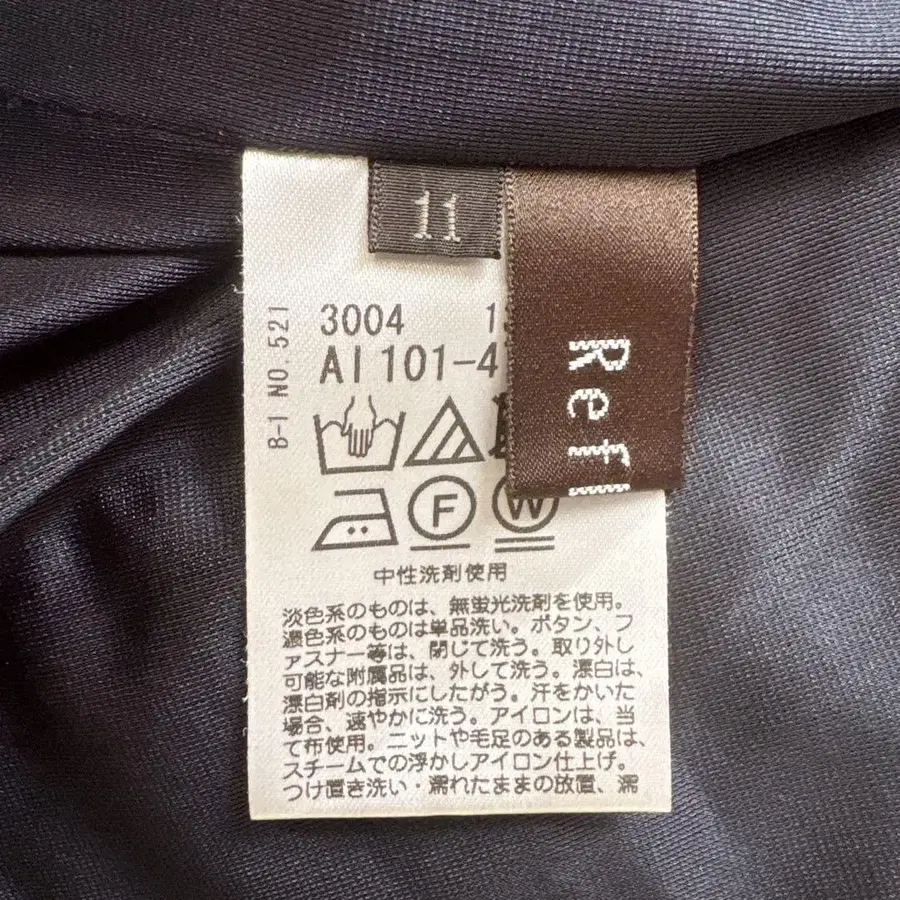 11
Ref
B-1 NO.521
3004 1
AI 101-4
F
W
中性洗剤使用
淡色系のものは、無蛍光洗剤を使用。
濃色系のものは単品洗い。ボタン、フ
ァスナー等は、閉じて洗う。取り外し
可能な附属品は、外して洗う。漂白は、
漂白剤の指示にしたがう。汗をかいた
場合、速やかに洗う。アイロンは、当
て布使用。ニットや毛足のある製品は、
スチームでの浮かしアイロン仕上げ。
つけ置き洗い・濡れたままの放置、濡